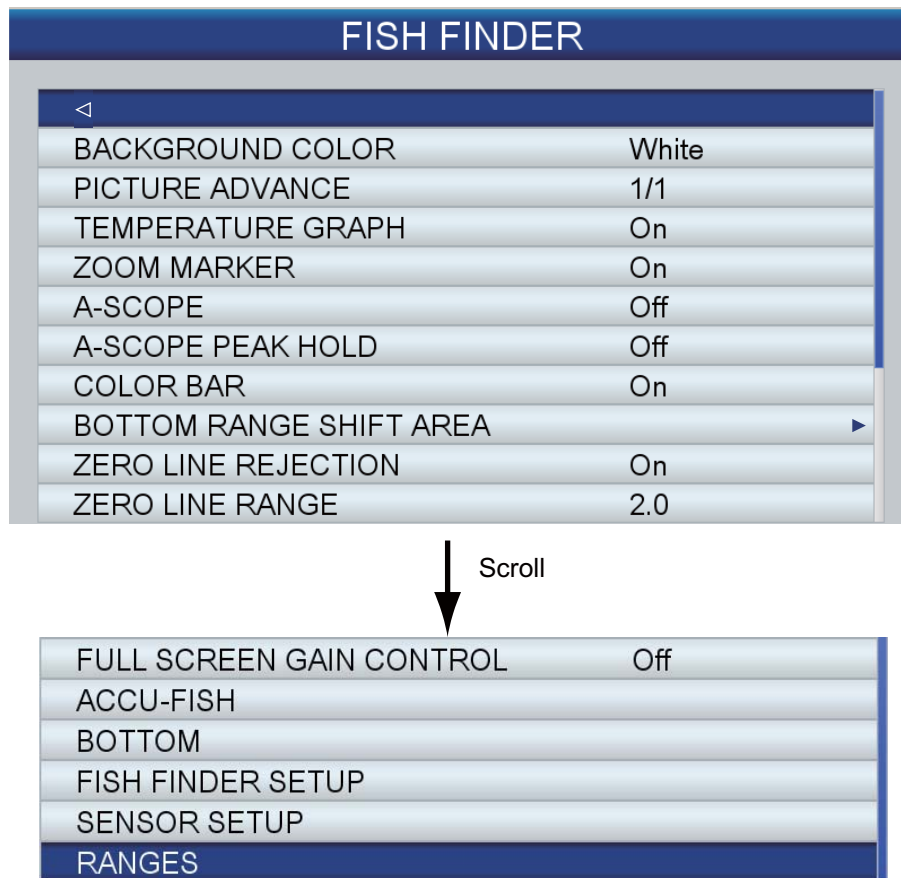 FISH FINDER
◁
BACKGROUND COLOR White
PICTURE ADVANCE 1/1
TEMPERATURE GRAPH On
ZOOM MARKER On
A-SCOPE Off
A-SCOPE PEAK HOLD Off
COLOR BAR On
BOTTOM RANGE SHIFT AREA ►
ZERO LINE REJECTION On
ZERO LINE RANGE 2.0
Scroll
FULL SCREEN GAIN CONTROL Off
ACCU-FISH
BOTTOM
FISH FINDER SETUP
SENSOR SETUP
RANGES